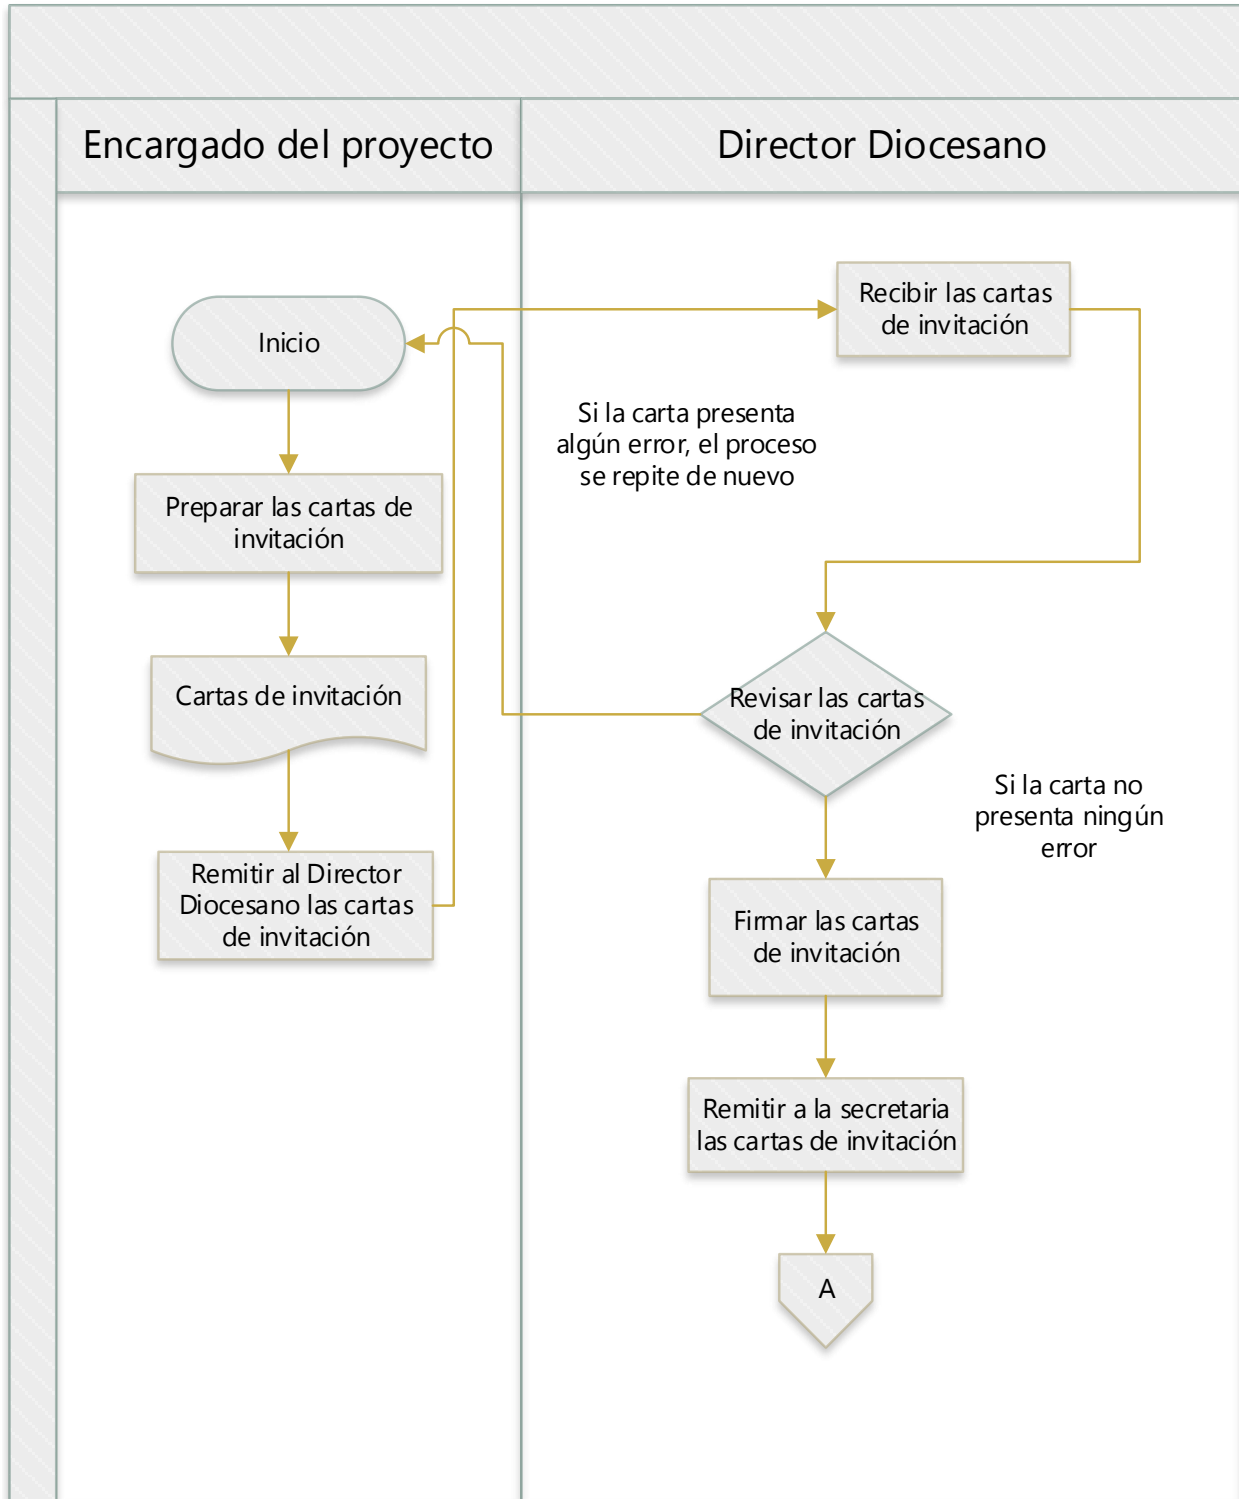 Encargado del proyecto
Director Diocesano
Inicio
Preparar las cartas de
invitación
Cartas de invitación
Remitir al Director
Diocesano las cartas
de invitación
Recibir las cartas
de invitación
Si la carta presenta
algún error, el proceso
se repite de nuevo
Revisar las cartas
de invitación
Si la carta no
presenta ningún
error
Firmar las cartas
de invitación
Remitir a la secretaria
las cartas de invitación
A